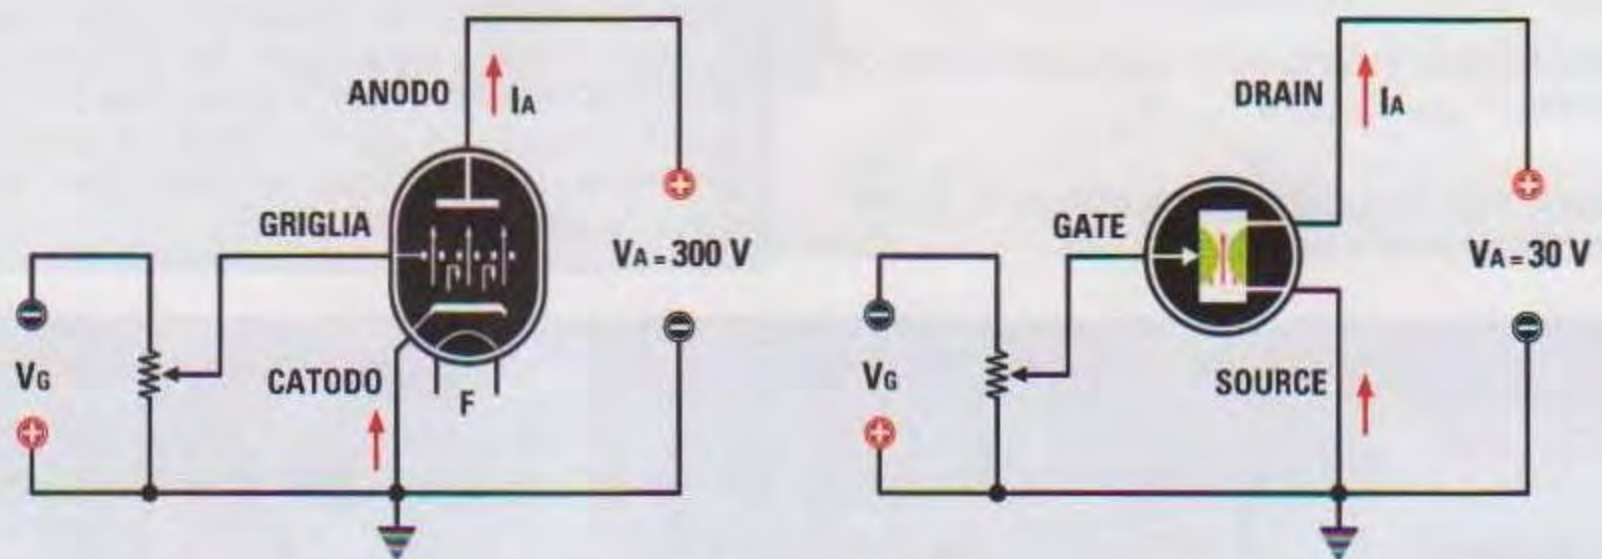 ANODO
IA
GRIGLIA
VA = 300 V
VG
CATODO
F
DRAIN
IA
GATE
VA = 30 V
VG
SOURCE